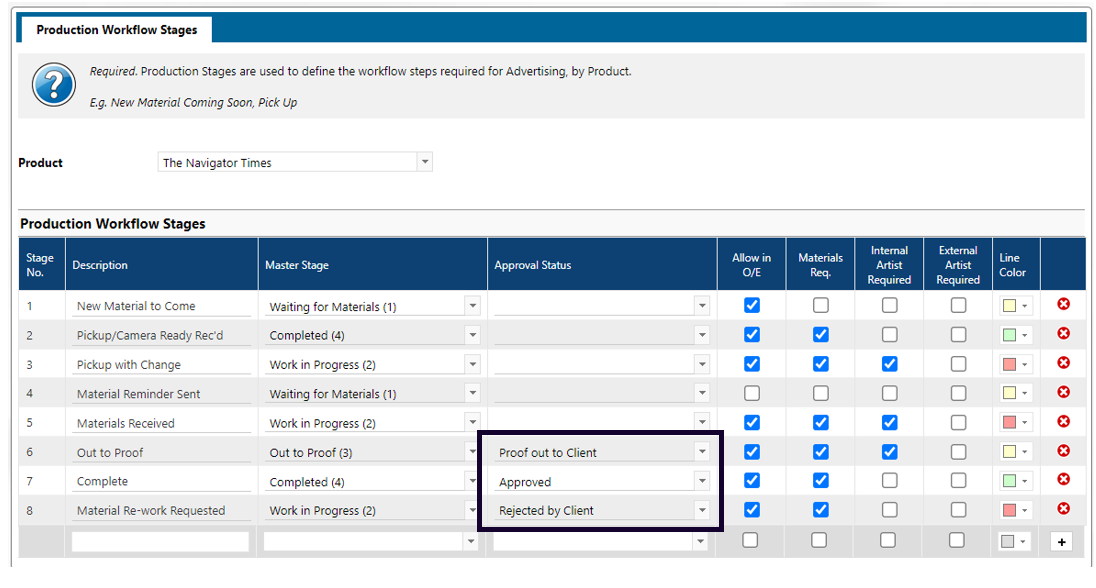 Production Workflow Stages
Required. Production Stages are used to define the workflow steps required for Advertising, by Product.
E.g. New Material Coming Soon, Pick Up
Product The Navigator Times
Production Workflow Stages
Stage No. Description Master Stage Approval Status Allow in O/E Materials Req. Internal Artist Required External Artist Required Line Color
1 New Material to Come Waiting for Materials (1)
2 Pickup/Camera Ready Rec'd Completed (4)
3 Pickup with Change Work in Progress (2)
4 Material Reminder Sent Waiting for Materials (1)
5 Materials Received Work in Progress (2)
6 Out to Proof Out to Proof (3) Proof out to Client
7 Complete Completed (4) Approved
8 Material Re-work Requested Work in Progress (2) Rejected by Client